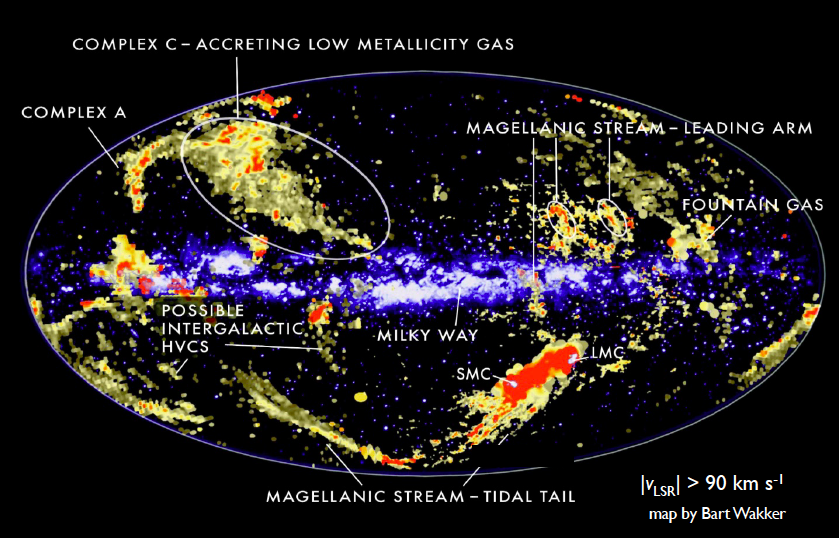 COMPLEX C – ACCRETING LOW METALLICITY GAS
COMPLEX A
MAGELLANIC STREAM – LEADING ARM
FOUNTAIN GAS
POSSIBLE
INTERGALACTIC
HVCS
MILKY WAY
LMC
SMC
MAGELLANIC STREAM – TIDAL TAIL
|vLSR| > 90 km s-1
map by Bart Wakker